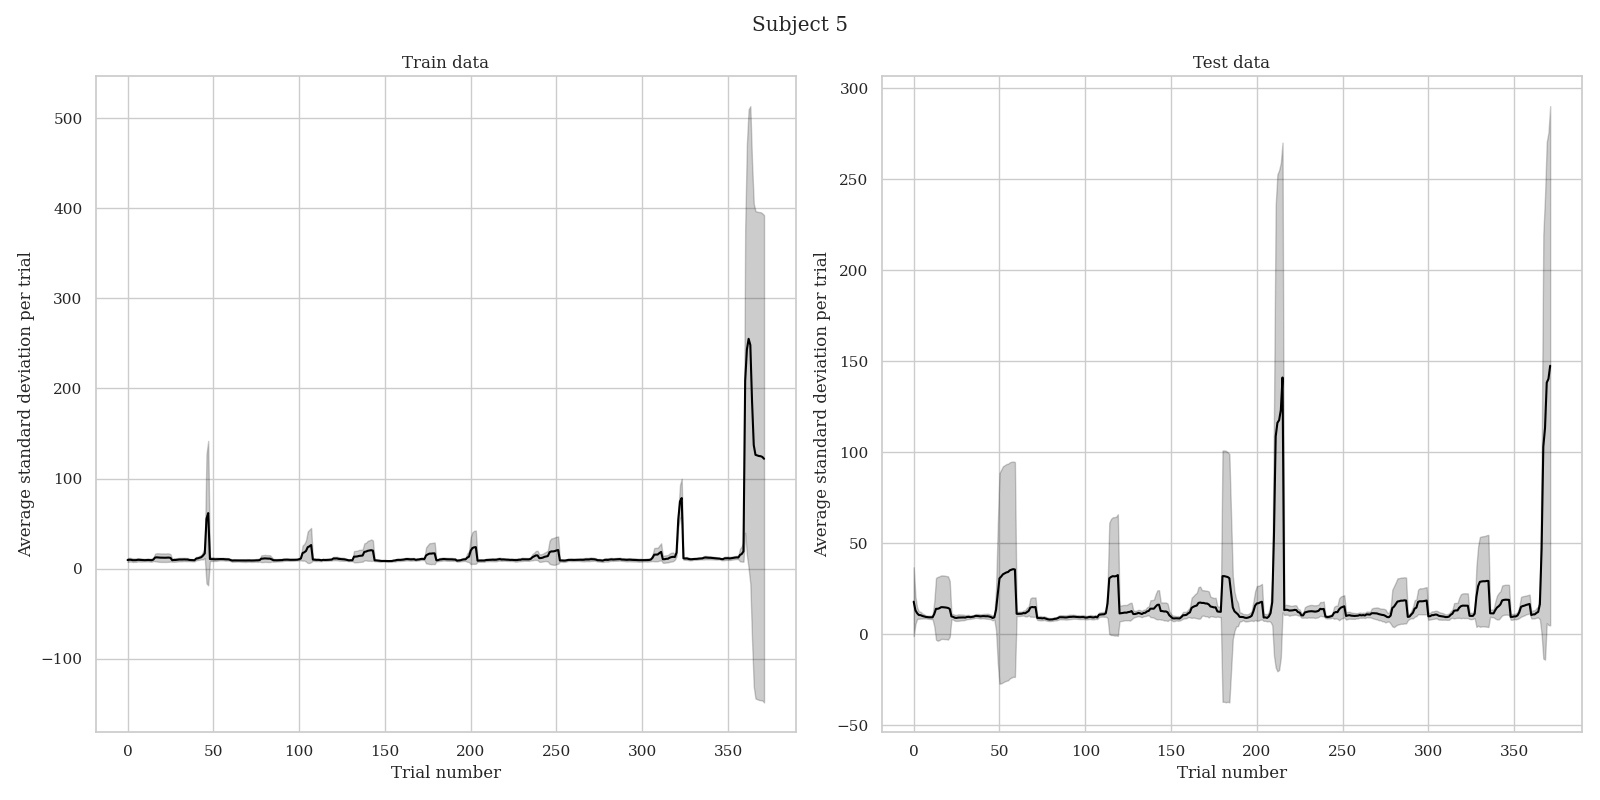 Subject 5
Train data
Average standard deviation per trial
500
400
300
200
100
0
−100
0 50 100 150 200 250 300 350
Trial number
Test data
Average standard deviation per trial
300
250
200
150
100
50
0
−50
0 50 100 150 200 250 300 350
Trial number